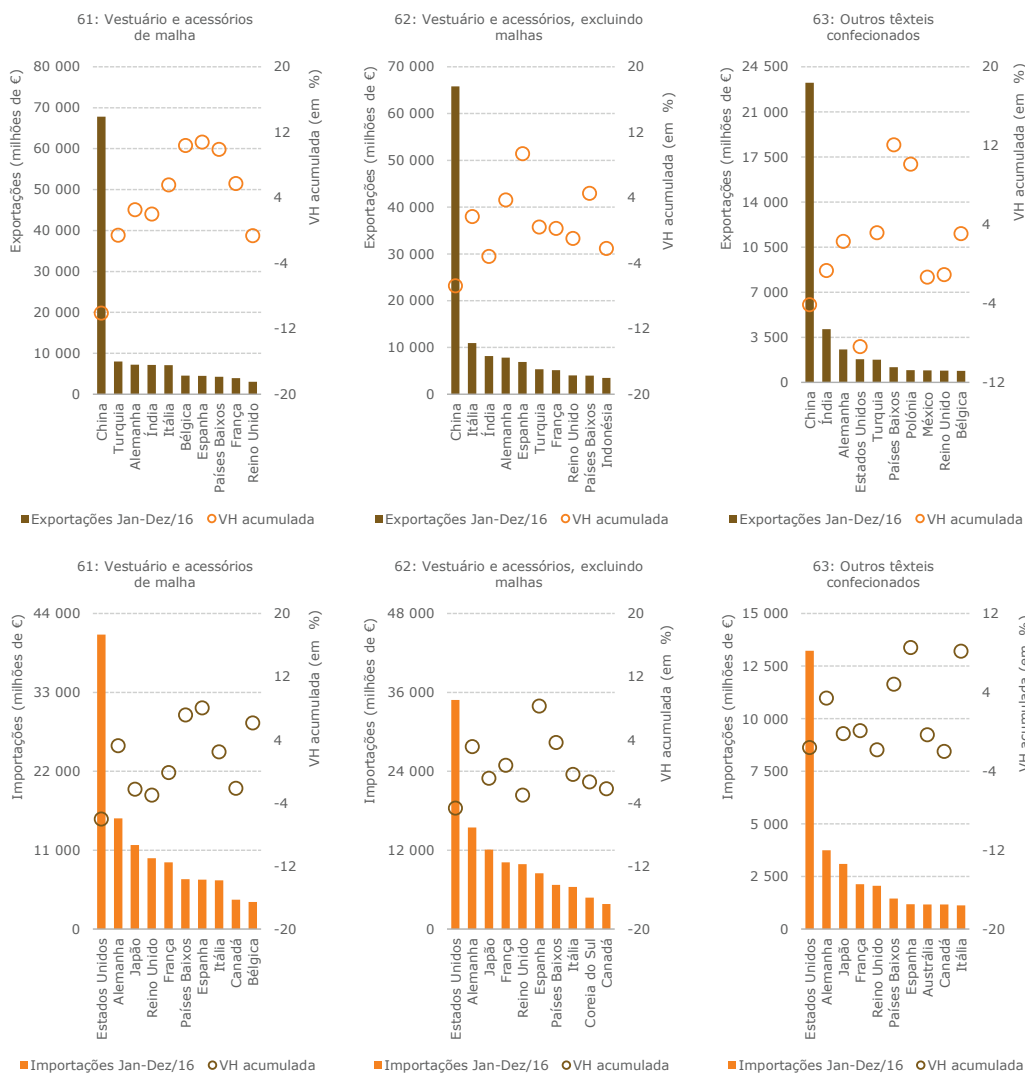 61: Vestuário e acessórios
de malha
Exportações (milhões de €)
80 000
70 000
60 000
50 000
40 000
30 000
20 000
10 000
0
20
12
4
-4
-12
-20
VH acumulada (em %)
China
Turquia
Alemanha
Índia
Itália
Bélgica
Espanha
Países Baixos
França
Reino Unido
Exportações Jan-Dez/16
VH acumulada
62: Vestuário e acessórios, excluindo
malhas
Exportações (milhões de €)
70 000
60 000
50 000
40 000
30 000
20 000
10 000
0
20
12
4
-4
-12
-20
VH acumulada (em %)
China
Itália
Índia
Alemanha
Espanha
Turquia
França
Reino Unido
Países Baixos
Indonésia
Exportações Jan-Dez/16
VH acumulada
63: Outros têxteis
confecionados
Exportações (milhões de €)
24 500
21 000
17 500
14 000
10 500
7 000
3 500
0
20
12
4
-4
-12
VH acumulada (em %)
China
Índia
Alemanha
Estados Unidos
Turquia
Países Baixos
Polónia
México
Reino Unido
Bélgica
Exportações Jan-Dez/16
VH acumulada
61: Vestuário e acessórios
de malha
Importações (milhões de €)
44 000
33 000
22 000
11 000
0
20
12
4
-4
-12
-20
VH acumulada (em %)
Estados Unidos
Alemanha
Japão
Reino Unido
França
Países Baixos
Espanha
Itália
Canadá
Bélgica
Importações Jan-Dez/16
VH acumulada
62: Vestuário e acessórios, excluindo
malhas
Importações (milhões de €)
48 000
36 000
24 000
12 000
0
20
12
4
-4
-12
-20
VH acumulada (em %)
Estados Unidos
Alemanha
Japão
França
Reino Unido
Espanha
Países Baixos
Itália
Coreia do Sul
Canadá
Importações Jan-Dez/16
VH acumulada
63: Outros têxteis
confecionados
Importações (milhões de €)
15 000
12 500
10 000
7 500
5 000
2 500
0
12
4
-4
-12
-20
VH acumulada (em %)
Estados Unidos
Alemanha
Japão
França
Reino Unido
Países Baixos
Espanha
Austrália
Canadá
Itália
Importações Jan-Dez/16
VH acumulada